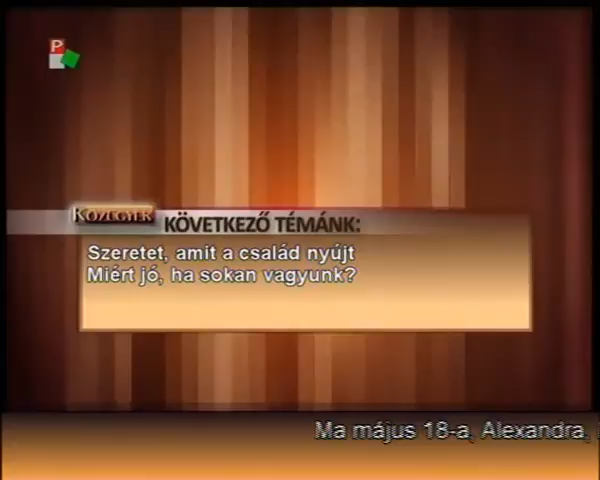 P
KÖZÜGYEK
KÖVETKEZŐ TÉMÁNK:
Szeretet, amit a család nyújt
Miért jó, ha sokan vagyunk?
Ma május 18-a, Alexandra,